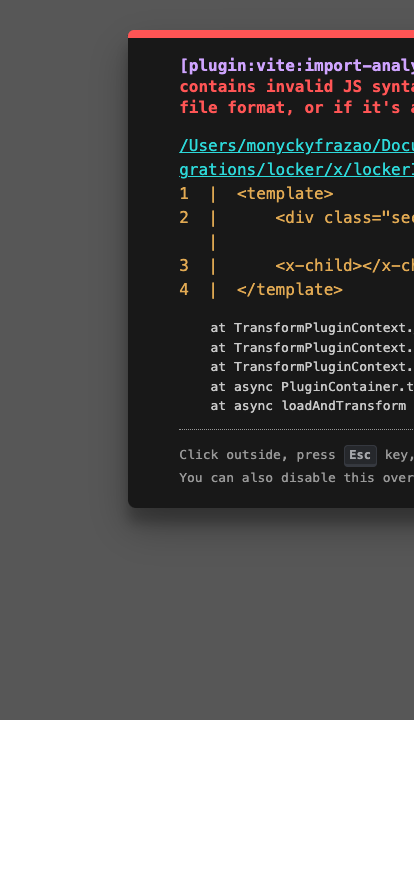 [plugin:vite:import-analy
contains invalid JS synta
file format, or if it's a
/Users/monyckyfrazao/Docu
grations/locker/x/locker
1 | <template>
2 | <div class="sec
|
3 | <x-child></x-ch
4 | </template>
at TransformPluginContext.
at TransformPluginContext.
at TransformPluginContext.
at async PluginContainer.t
at async loadAndTransform
Click outside, press Esc key,
You can also disable this over